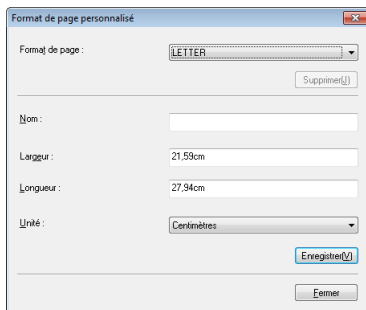 Format de page personnalisé
Format de page : LETTER
Supprimer(J)
Nom :
Largeur : 21,59cm
Longueur : 27,94cm
Unité : Centimètres
Enregistrer(V)
Fermer